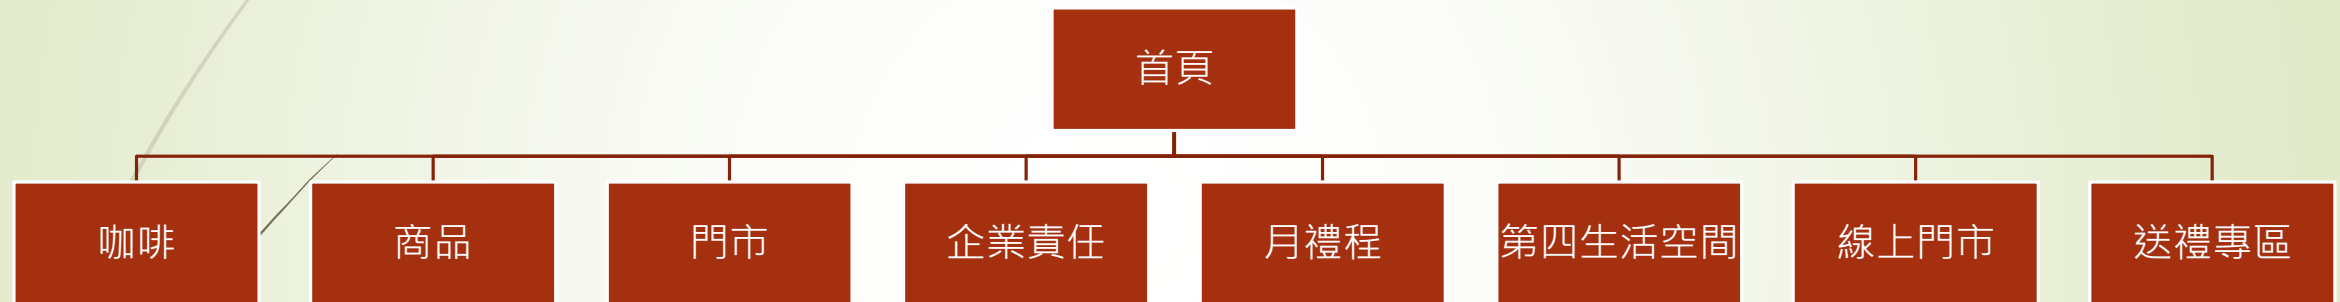 首頁
咖啡
商品
門市
企業責任
月禮程
第四生活空間
線上門市
送禮專區